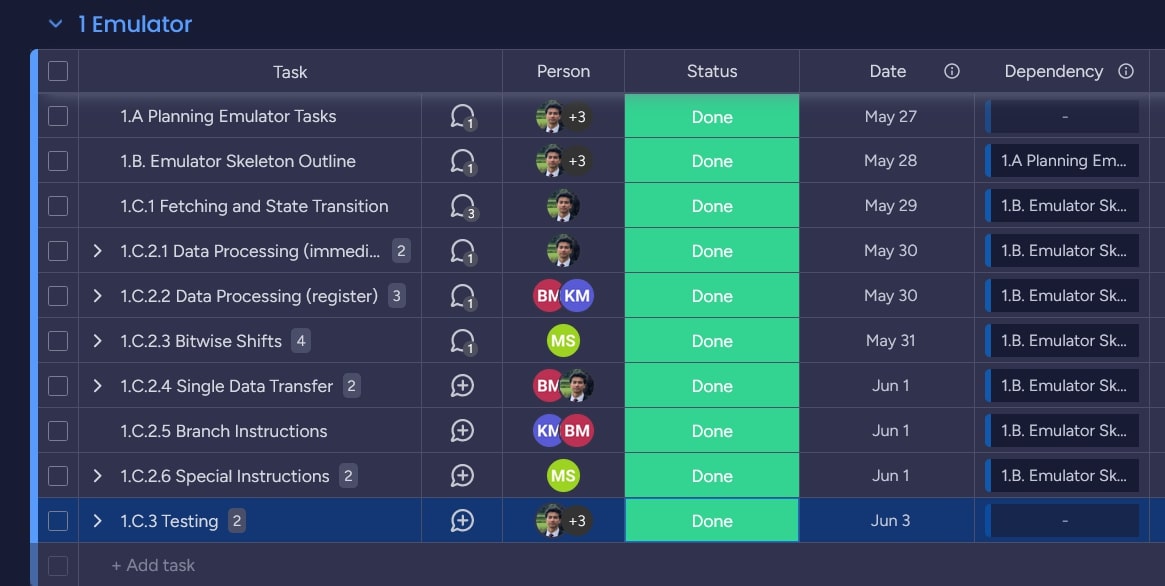 1 Emulator
Task Person Status Date Dependency
1.A Planning Emulator Tasks 1 +3 Done May 27 -
1.B. Emulator Skeleton Outline 1 +3 Done May 28 1.A Planning Em...
1.C.1 Fetching and State Transition 3 Done May 29 1.B. Emulator Sk...
1.C.2.1 Data Processing (immedi... 2 1 Done May 30 1.B. Emulator Sk...
1.C.2.2 Data Processing (register) 3 1 BM KM Done May 30 1.B. Emulator Sk...
1.C.2.3 Bitwise Shifts 4 1 MS Done May 31 1.B. Emulator Sk...
1.C.2.4 Single Data Transfer 2 BM Done Jun 1 1.B. Emulator Sk...
1.C.2.5 Branch Instructions KM BM Done Jun 1 1.B. Emulator Sk...
1.C.2.6 Special Instructions 2 MS Done Jun 1 1.B. Emulator Sk...
1.C.3 Testing 2 +3 Done Jun 3 -
+ Add task